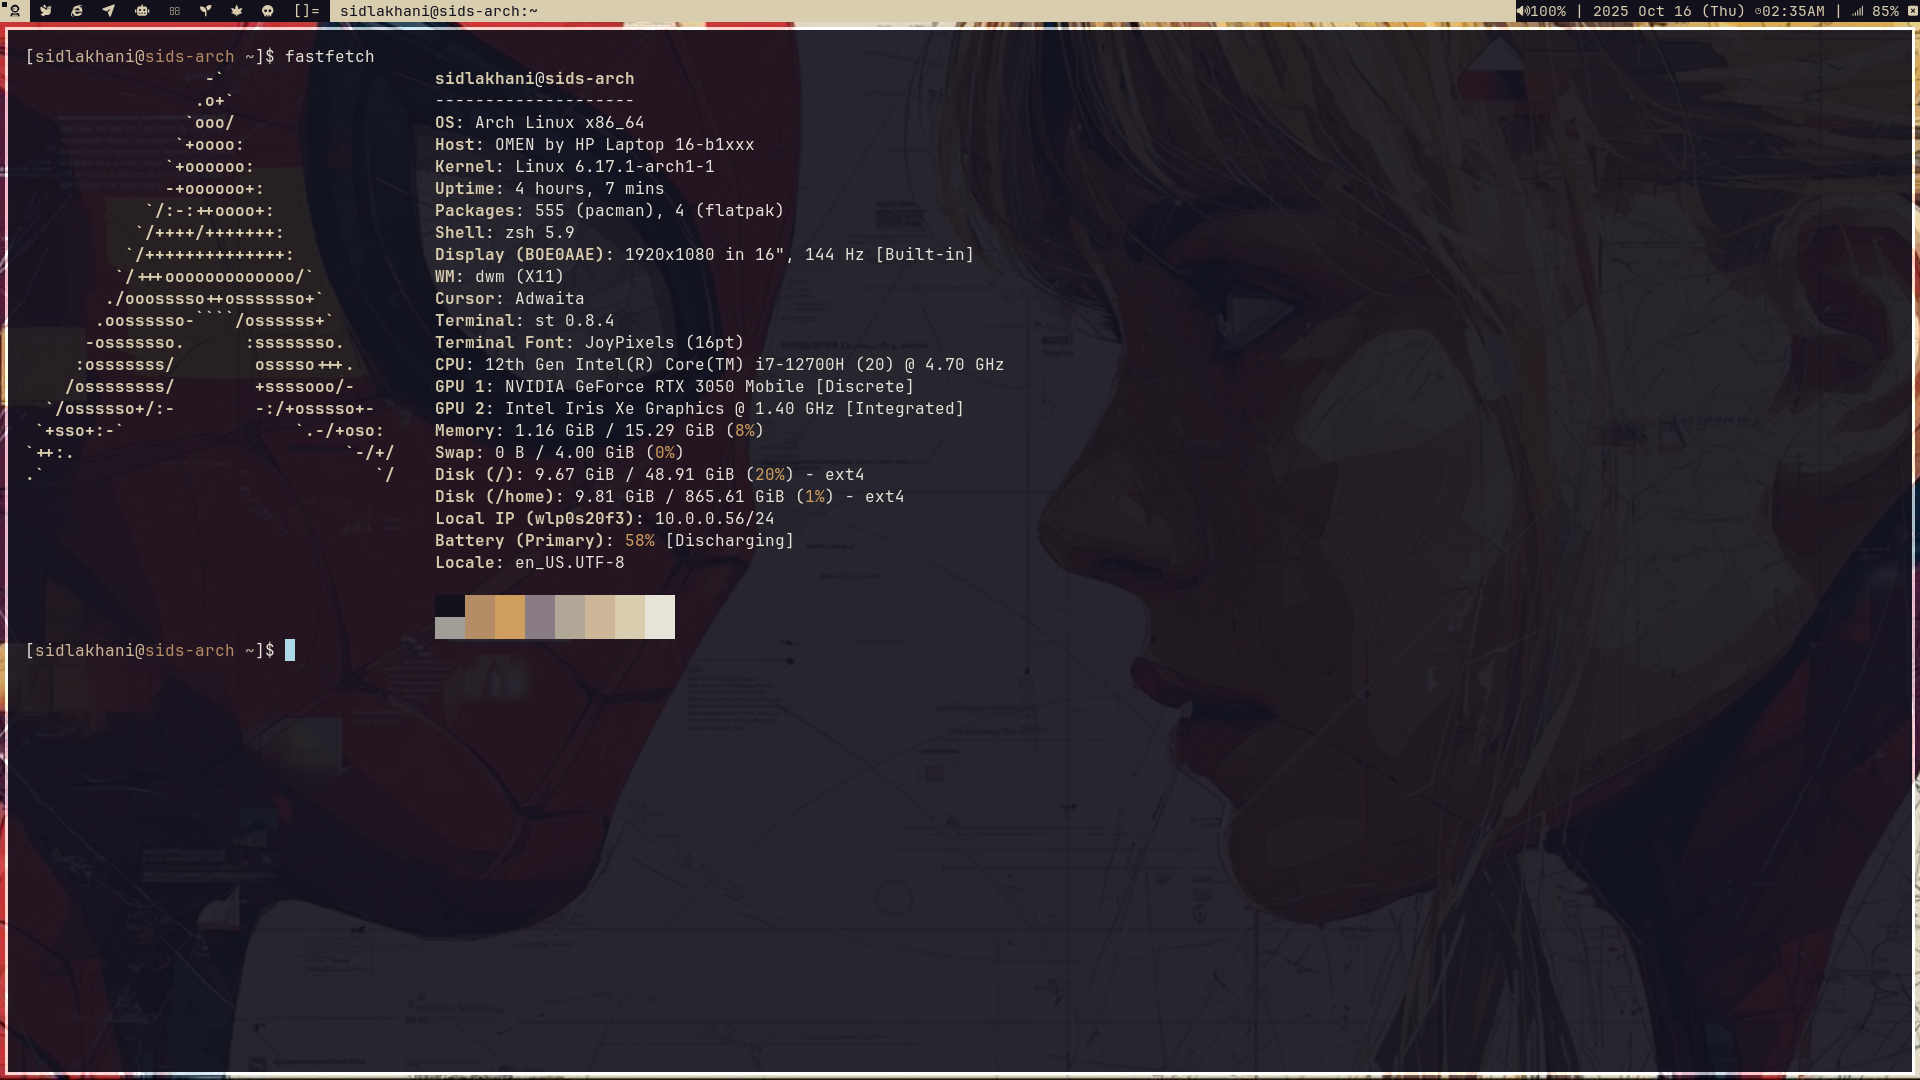 []= sidlakhani@sids-arch:~ 100% | 2025 Oct 16 (Thu) 02:35AM | 85%
[sidlakhani@sids-arch ~]$ fastfetch
-` sidlakhani@sids-arch
.o+` --------------------
`ooo/ OS: Arch Linux x86_64
`+oooo: Host: OMEN by HP Laptop 16-b1xxx
`+oooooo: Kernel: Linux 6.17.1-arch1-1
-+oooooo+: Uptime: 4 hours, 7 mins
`/:-:++oooo+: Packages: 555 (pacman), 4 (flatpak)
`/++++/+++++++: Shell: zsh 5.9
`/++++++++++++++: Display (BOE0AAE): 1920x1080 in 16", 144 Hz [Built-in]
`/+++ooooooooooooo/` WM: dwm (X11)
./ooosssso++osssssso+` Cursor: Adwaita
.oossssso-````/ossssss+` Terminal: st 0.8.4
-osssssso. :ssssssso. Terminal Font: JoyPixels (16pt)
:osssssss/ osssso+++. CPU: 12th Gen Intel(R) Core(TM) i7-12700H (20) @ 4.70 GHz
/ossssssss/ +ssssooo/- GPU 1: NVIDIA GeForce RTX 3050 Mobile [Discrete]
`/ossssso+/:- -:/+osssso+- GPU 2: Intel Iris Xe Graphics @ 1.40 GHz [Integrated]
`+sso+:-` `.-/+oso: Memory: 1.16 GiB / 15.29 GiB (8%)
`++:. `-/+/ Swap: 0 B / 4.00 GiB (0%)
.` `/ Disk (/): 9.67 GiB / 48.91 GiB (20%) - ext4
Disk (/home): 9.81 GiB / 865.61 GiB (1%) - ext4
Local IP (wlp0s20f3): 10.0.0.56/24
Battery (Primary): 58% [Discharging]
Locale: en_US.UTF-8
[sidlakhani@sids-arch ~]$